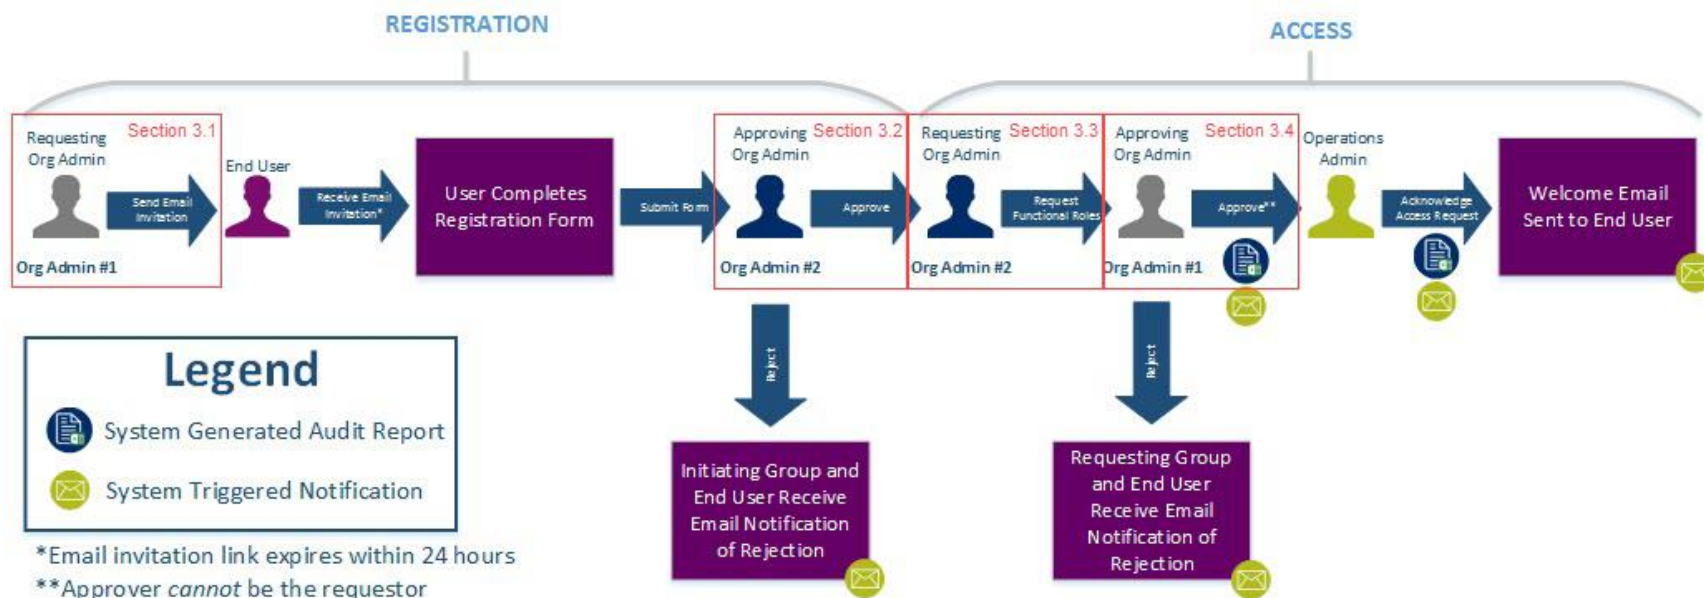 REGISTRATION
ACCESS
Requesting
Org Admin
Section 3.1
Send Email
Invitation
Org Admin #1
End User
Receive Email
Invitation*
User Completes
Registration Form
Submit Form
Approving
Org Admin
Section 3.2
Approve
Org Admin #2
Requesting
Org Admin
Section 3.3
Request
Functional Roles
Org Admin #2
Approving
Org Admin
Section 3.4
Approve**
Org Admin #1
Operations
Admin
Acknowledge
Access Request
Welcome Email
Sent to End User
Reject
Initiating Group and
End User Receive
Email Notification
of Rejection
Reject
Requesting Group
and End User
Receive Email
Notification of
Rejection
Legend
System Generated Audit Report
System Triggered Notification
*Email invitation link expires within 24 hours
**Approver cannot be the requestor